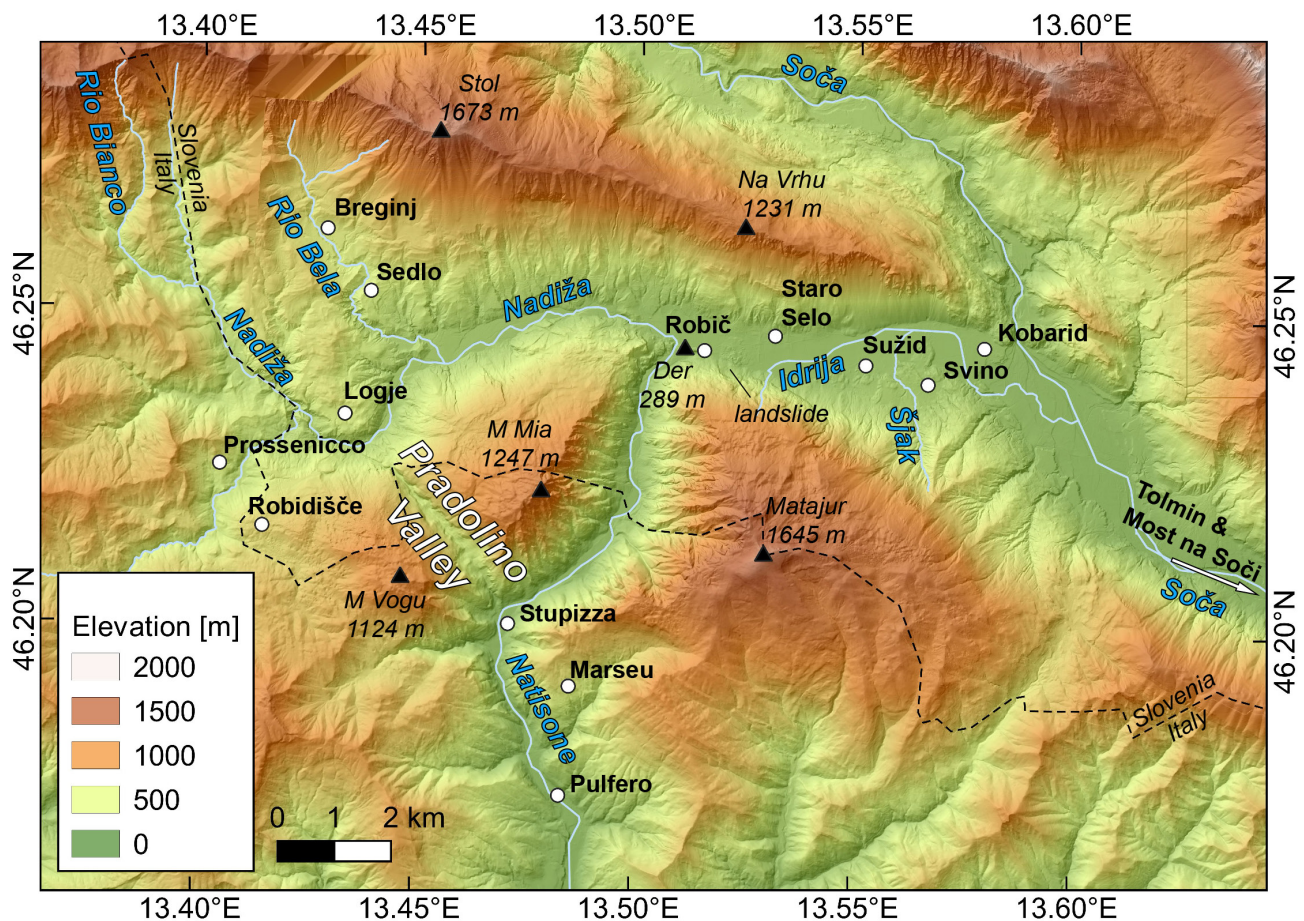 13.40°E 13.45°E 13.50°E 13.55°E 13.60°E
Soča
Rio Bianco
Stol
1673 m
Slovenia
Italy
Na Vrhu
1231 m
Breginj
Rio Bela
Sedlo
46.25°N
46.25°N
Nadiža
Staro
Selo
Nadiža
Robič
Kobarid
Sužid
Der
289 m
Idrija
Svino
Logje
landslide
Šjak
M Mia
1247 m
Prossenicco
Pradolino
Valley
Robidišče
Matajur
1645 m
Tolmin &
Most na Soči
Soča
M Vogu
1124 m
Stupizza
46.20°N
46.20°N
Marseu
Natisone
Slovenia
Italy
Pulfero
Elevation [m]
2000
1500
1000
500
0
0 1 2 km
13.40°E 13.45°E 13.50°E 13.55°E 13.60°E